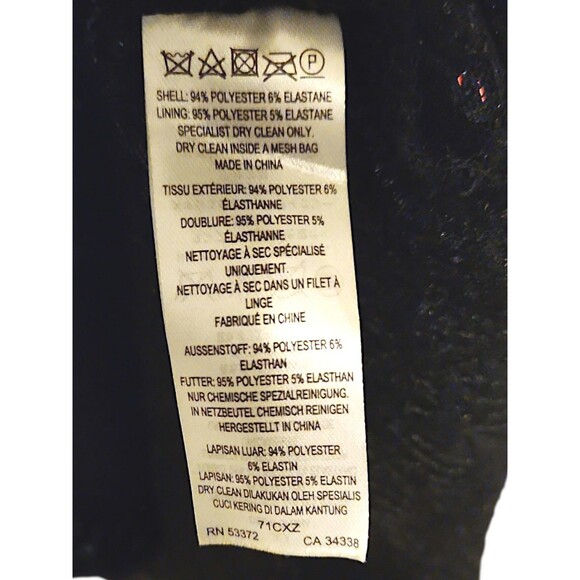 P
SHELL: 94% POLYESTER 6% ELASTANE
LINING: 95% POLYESTER 5% ELASTANE
SPECIALIST DRY CLEAN ONLY.
DRY CLEAN INSIDE A MESH BAG
MADE IN CHINA
TISSU EXTÉRIEUR: 94% POLYESTER 6%
ÉLASTHANNE
DOUBLURE: 95% POLYESTER 5%
ÉLASTHANNE
NETTOYAGE À SEC SPÉCIALISÉ
UNIQUEMENT.
NETTOYAGE À SEC DANS UN FILET À
LINGE
FABRIQUÉ EN CHINE
AUSSENSTOFF: 94% POLYESTER 6%
ELASTHAN
FUTTER: 95% POLYESTER 5% ELASTHAN
NUR CHEMISCHE SPEZIALREINIGUNG.
IN NETZBEUTEL CHEMISCH REINIGEN
HERGESTELLT IN CHINA
LAPISAN LUAR: 94% POLYESTER
6% ELASTIN
LAPISAN: 95% POLYESTER 5% ELASTIN
DRY CLEAN DILAKUKAN OLEH SPESIALIS
CUCI KERING DI DALAM KANTUNG
71CXZ
RN 53372 CA 34338